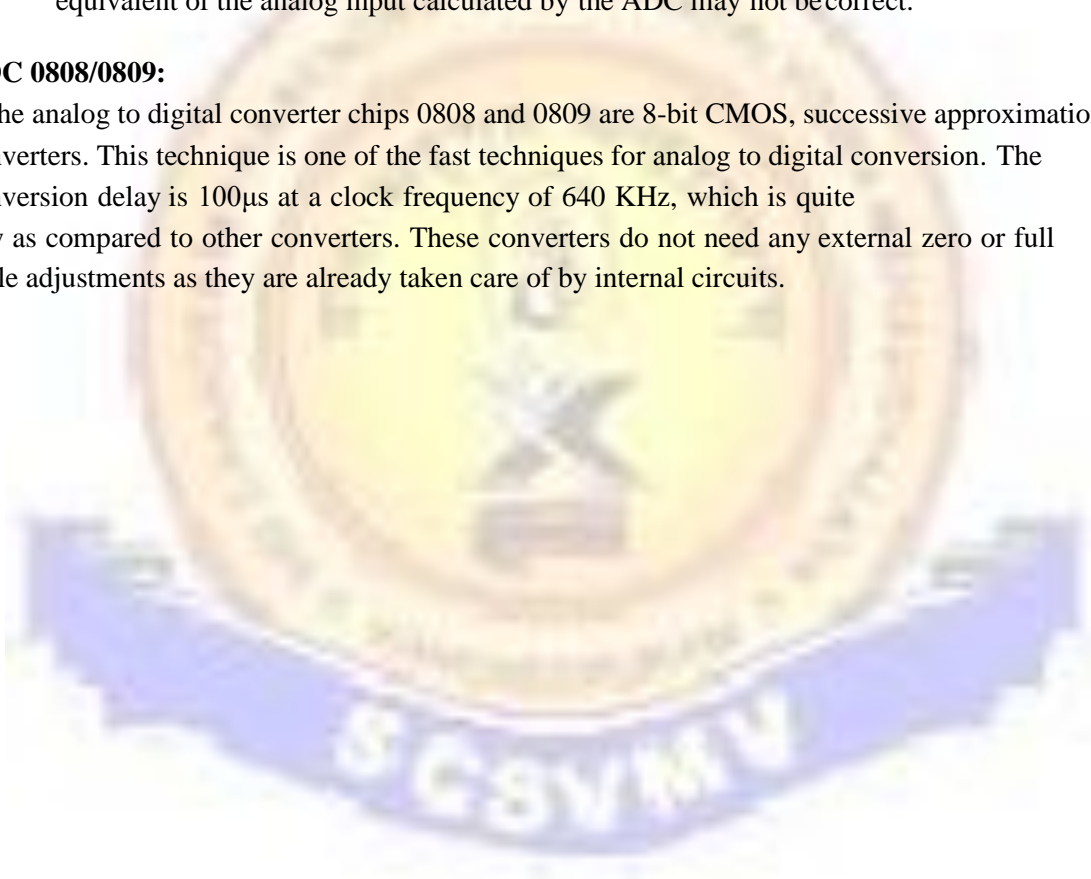 equivalent of the analog input calculated by the ADC may not becorrect.
DC 0808/0809:
he analog to digital converter chips 0808 and 0809 are 8-bit CMOS, successive approximatio
nverters. This technique is one of the fast techniques for analog to digital conversion. The
nversion delay is 100μs at a clock frequency of 640 KHz, which is quite
as compared to other converters. These converters do not need any external zero or full
le adjustments as they are already taken care of by internal circuits.
SCSVMV